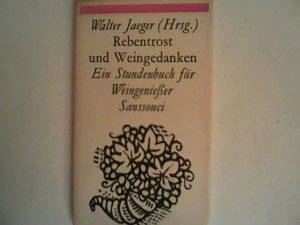 Walter Jaeger (Hrsg.)
Rebentrost
und Weingedanken
Ein Stundenbuch für
Weingenießer
Sanssouci